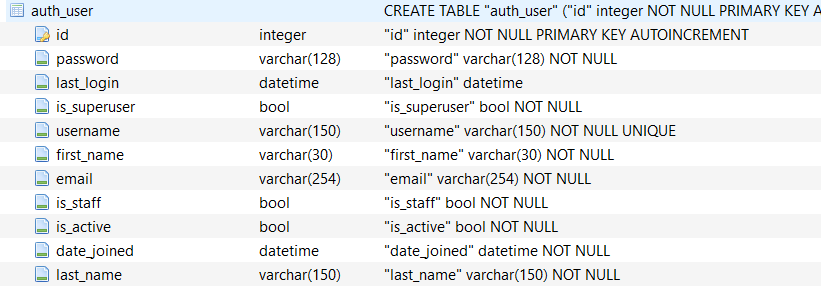 auth_user CREATE TABLE "auth_user" ("id" integer NOT NULL PRIMARY KEY A
id integer "id" integer NOT NULL PRIMARY KEY AUTOINCREMENT
password varchar(128) "password" varchar(128) NOT NULL
last_login datetime "last_login" datetime
is_superuser bool "is_superuser" bool NOT NULL
username varchar(150) "username" varchar(150) NOT NULL UNIQUE
first_name varchar(30) "first_name" varchar(30) NOT NULL
email varchar(254) "email" varchar(254) NOT NULL
is_staff bool "is_staff" bool NOT NULL
is_active bool "is_active" bool NOT NULL
date_joined datetime "date_joined" datetime NOT NULL
last_name varchar(150) "last_name" varchar(150) NOT NULL